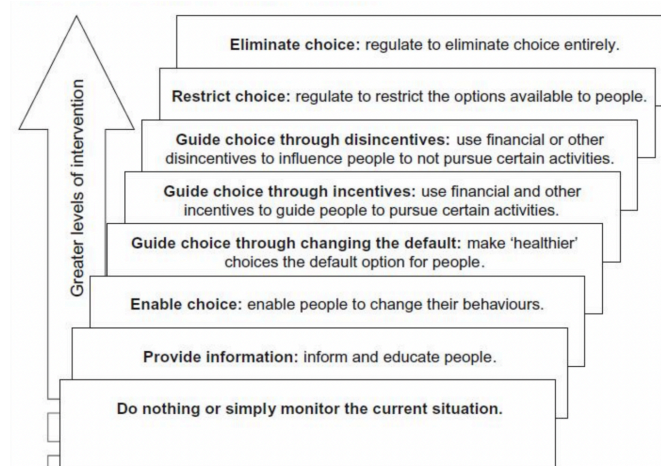 Eliminate choice: regulate to eliminate choice entirely.
Restrict choice: regulate to restrict the options available to people.
Guide choice through disincentives: use financial or other
disincentives to influence people to not pursue certain activities.
Guide choice through incentives: use financial and other
incentives to guide people to pursue certain activities.
Guide choice through changing the default: make ‘healthier’
choices the default option for people.
Enable choice: enable people to change their behaviours.
Provide information: inform and educate people.
Do nothing or simply monitor the current situation.
Greater levels of intervention